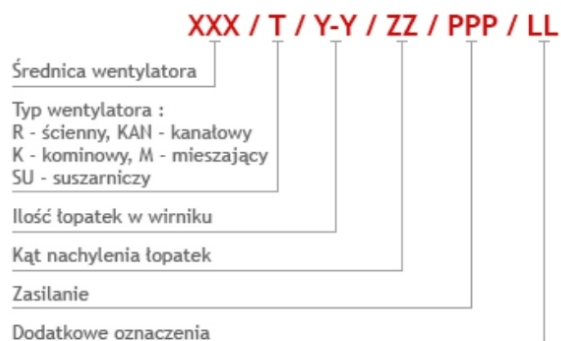 XXX / T / Y-Y / ZZ / PPP / LL
Średnica wentylatora
Typ wentylatora :
R - ścienny, KAN - kanałowy
K - kominowy, M - mieszający
SU - suszarniczy
Ilość łopatek w wirniku
Kąt nachylenia łopatek
Zasilanie
Dodatkowe oznaczenia